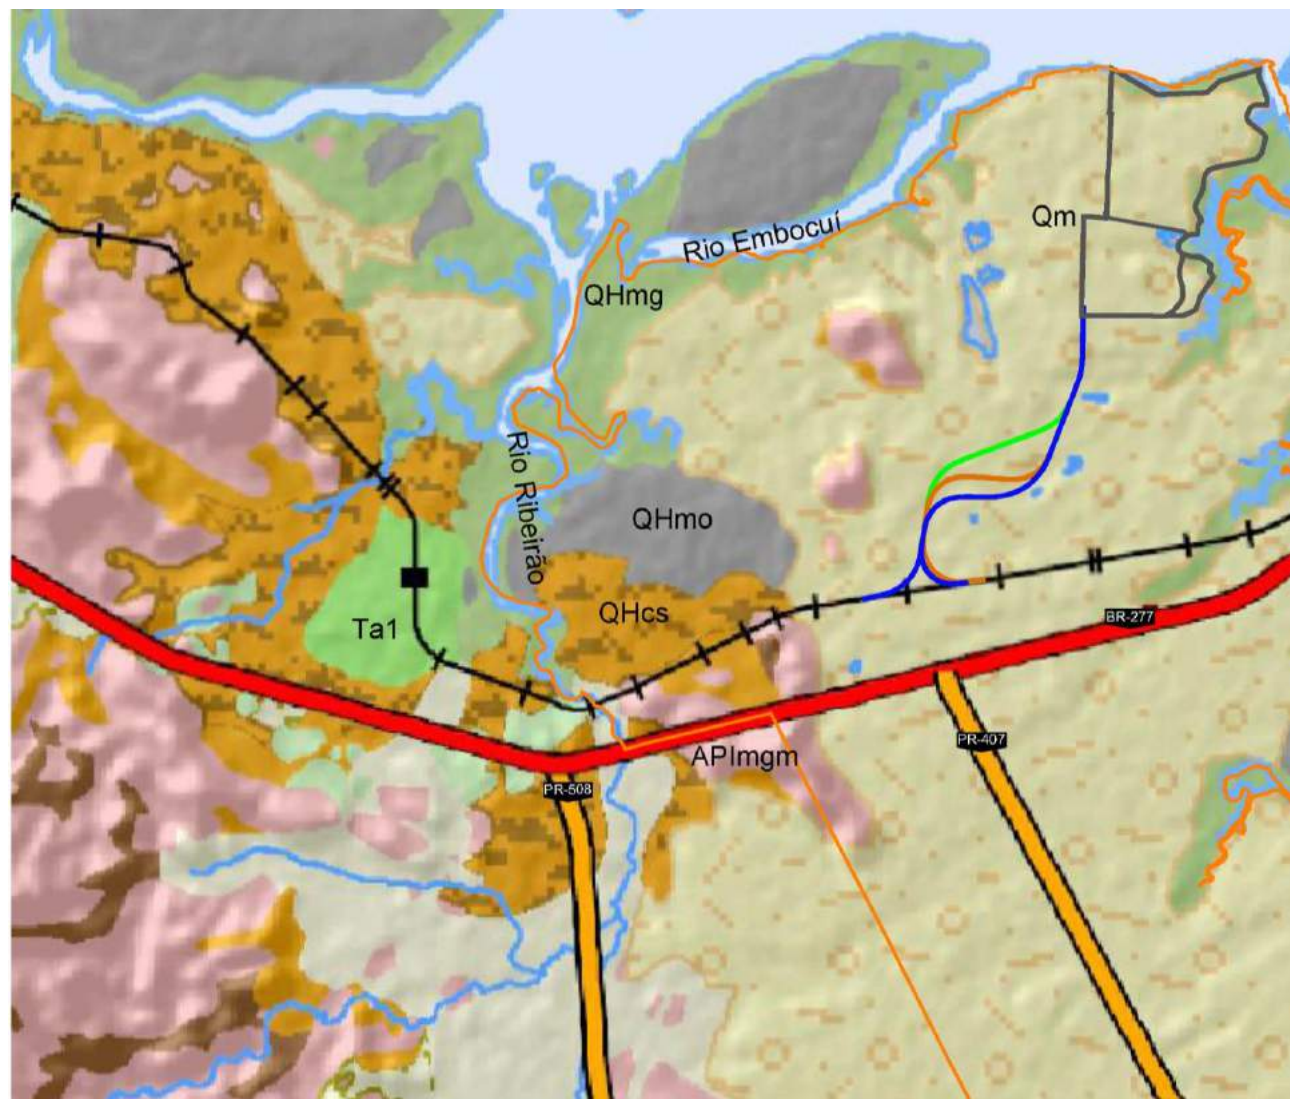 Qm
Rio Embocuí
QHmg
Rio Ribeirão
QHmo
QHcs
Ta1
BR-277
PR-407
APImgm
PR-508